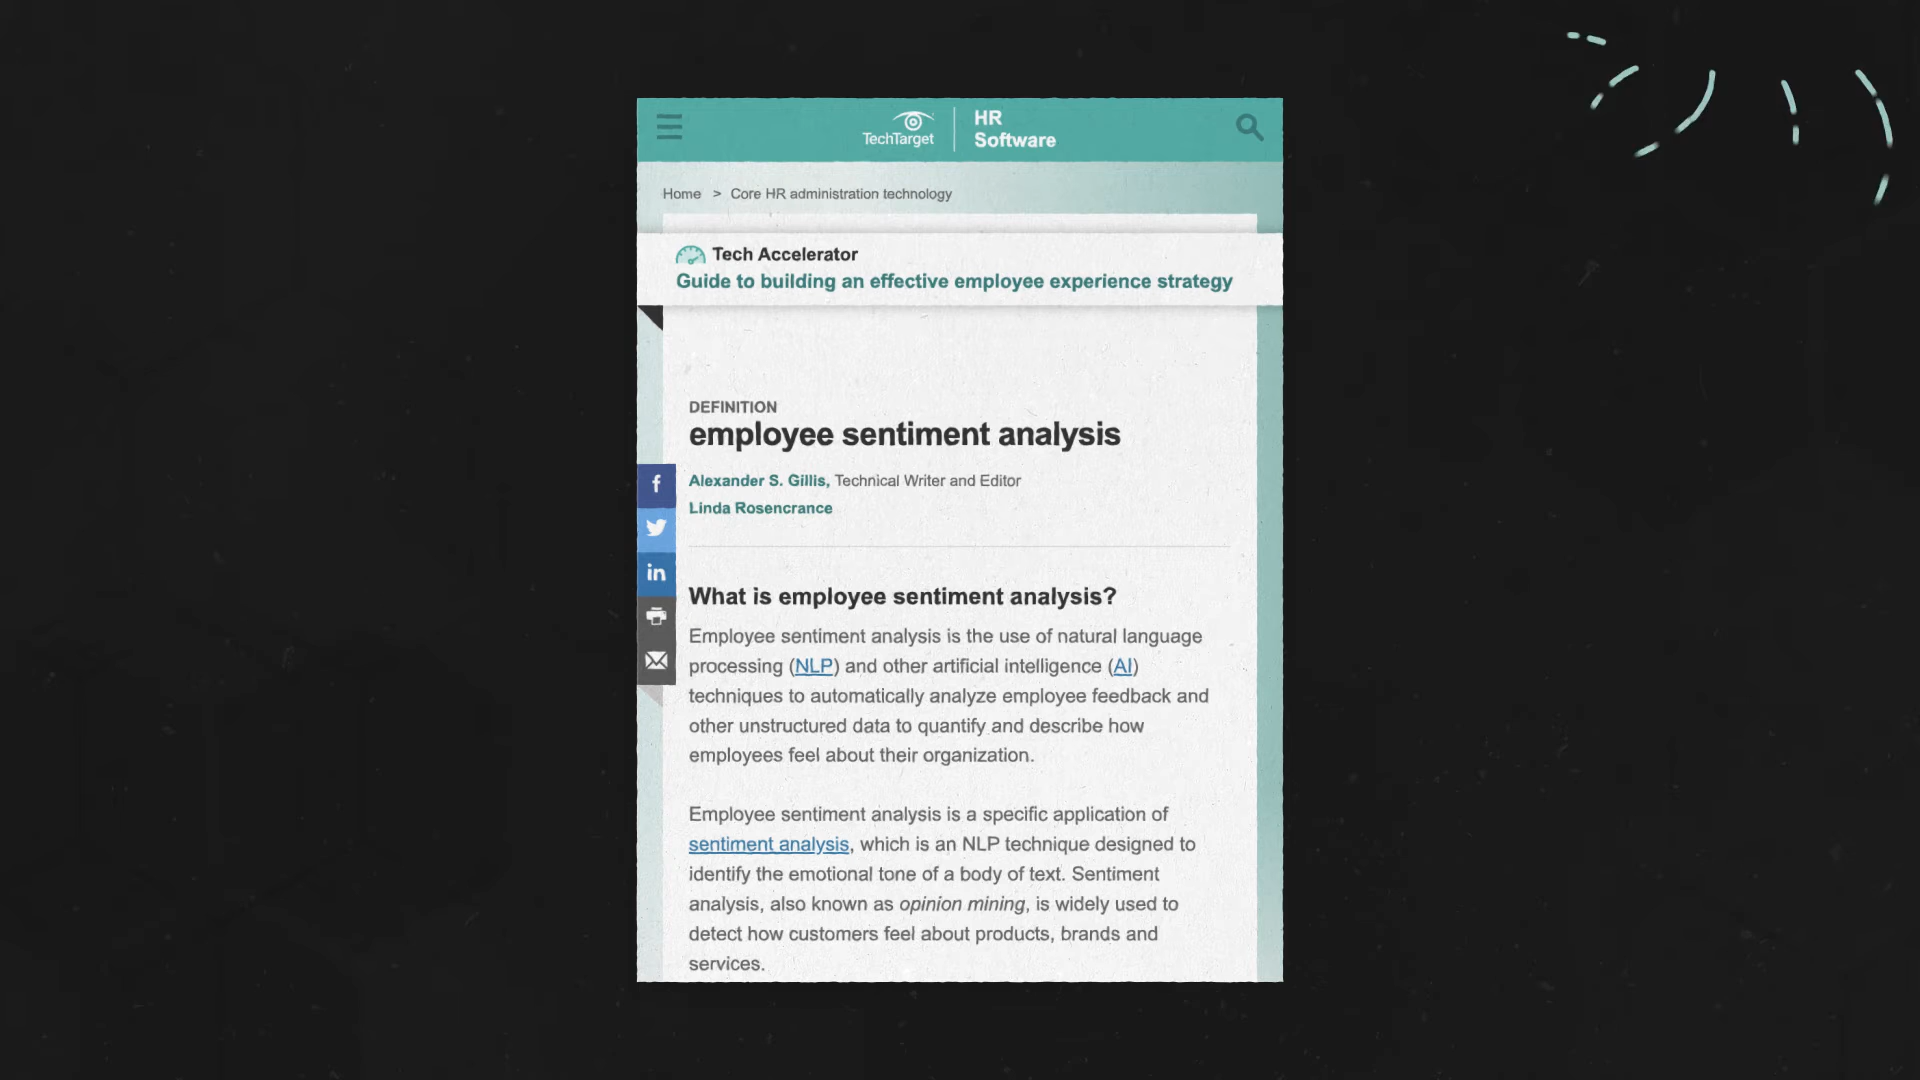 TechTarget
HR
Software
Home > Core HR administration technology
Tech Accelerator
Guide to building an effective employee experience strategy
DEFINITION
employee sentiment analysis
Alexander S. Gillis, Technical Writer and Editor
Linda Rosencrance
What is employee sentiment analysis?
Employee sentiment analysis is the use of natural language
processing (NLP) and other artificial intelligence (AI)
techniques to automatically analyze employee feedback and
other unstructured data to quantify and describe how
employees feel about their organization.
Employee sentiment analysis is a specific application of
sentiment analysis, which is an NLP technique designed to
identify the emotional tone of a body of text. Sentiment
analysis, also known as opinion mining, is widely used to
detect how customers feel about products, brands and
services.